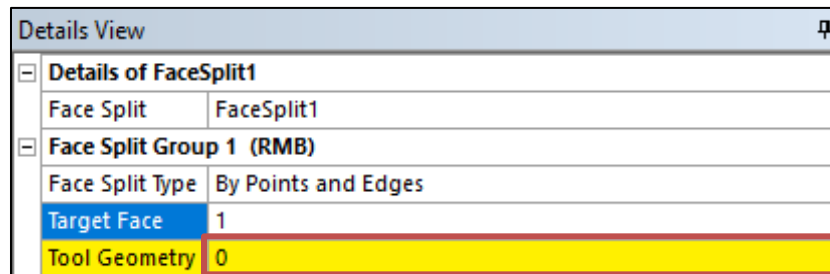 Details View
Details of FaceSplit1
Face Split FaceSplit1
Face Split Group 1 (RMB)
Face Split Type By Points and Edges
Target Face 1
Tool Geometry 0